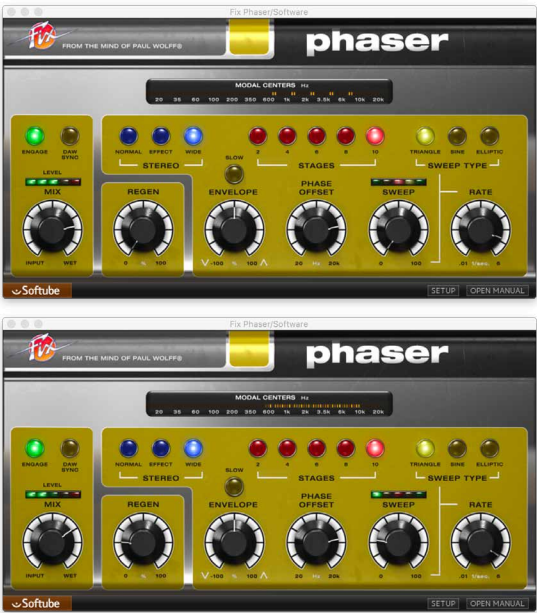 Fix Phaser/Software
Fix FROM THE MIND OF PAUL WOLFF® phaser
MODAL CENTERS Hz
20 35 60 100 200 350 600 1k 2k 3.5k 6k 10k 20k
ENGAGE DAW SYNC NORMAL EFFECT WIDE 2 4 6 8 10 TRIANGLE SINE ELLIPTIC
STEREO STAGES SWEEP TYPE
LEVEL SLOW
MIX REGEN ENVELOPE PHASE OFFSET SWEEP RATE
INPUT WET 0 % 100 -100 % 100 20 Hz 20k 0 100 .01 1/sec. 6
Softube SETUP OPEN MANUAL
Fix Phaser/Software
Fix FROM THE MIND OF PAUL WOLFF® phaser
MODAL CENTERS Hz
20 35 60 100 200 350 600 1k 2k 3.5k 6k 10k 20k
ENGAGE DAW SYNC NORMAL EFFECT WIDE 2 4 6 8 10 TRIANGLE SINE ELLIPTIC
STEREO STAGES SWEEP TYPE
LEVEL SLOW
MIX REGEN ENVELOPE PHASE OFFSET SWEEP RATE
INPUT WET 0 % 100 -100 % 100 20 Hz 20k 0 100 .01 1/sec. 6
Softube SETUP OPEN MANUAL